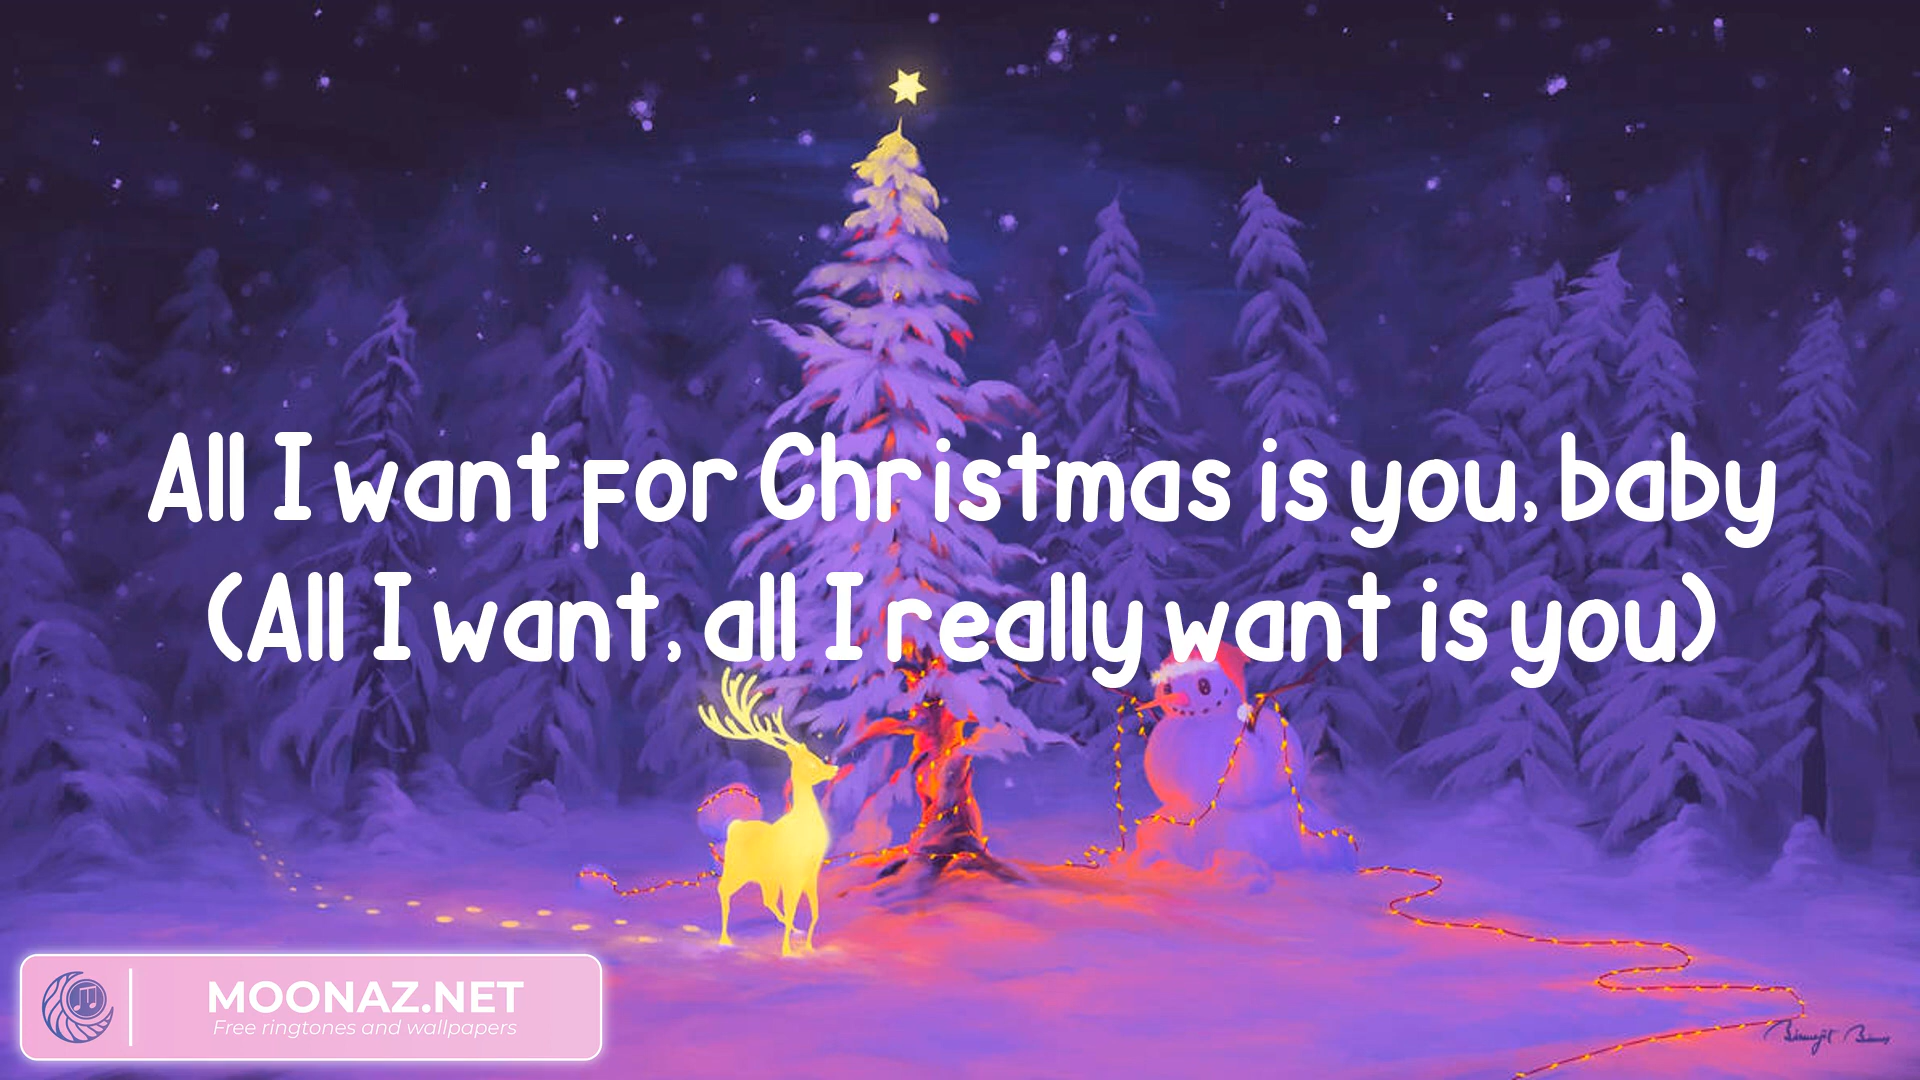 All I want for Christmas is you, baby
(All I want, all I really want is you)
MOONAZ.NET
Free ringtones and wallpapers